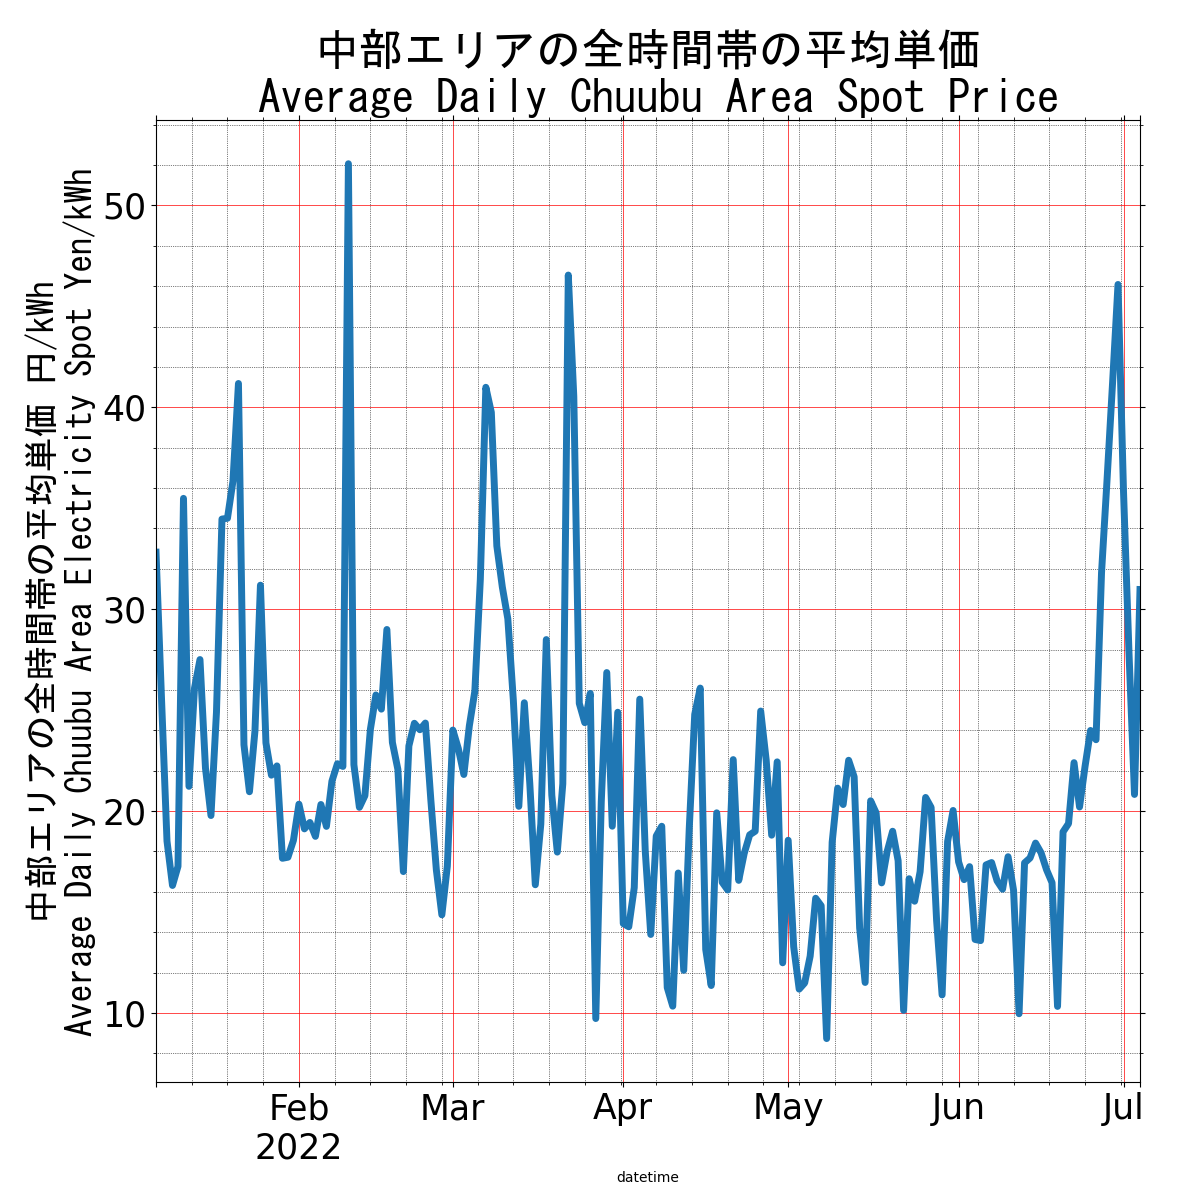 中部エリアの全時間帯の平均単価
Average Daily Chuubu Area Spot Price
中部エリアの全時間帯の平均単価 円/kWh
Average Daily Chuubu Area Electricity Spot Yen/kWh
50
40
30
20
10
Feb Mar Apr May Jun Jul
2022
datetime